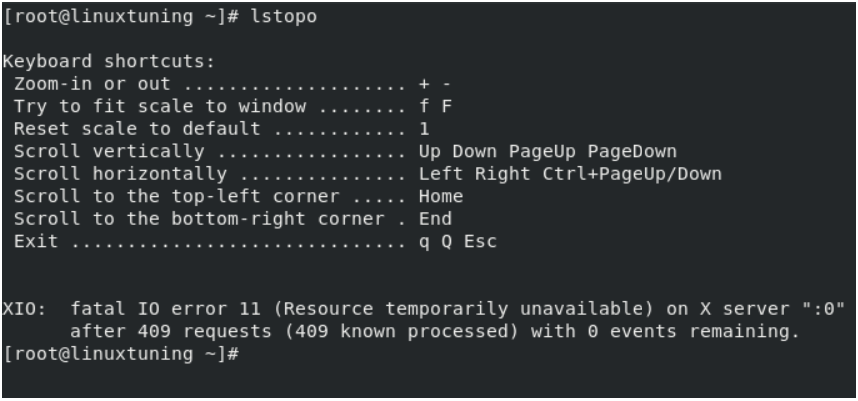 [root@linuxtuning ~]# lstopo
Keyboard shortcuts:
Zoom-in or out .................... + -
Try to fit scale to window ........ f F
Reset scale to default ............ 1
Scroll vertically ................. Up Down PageUp PageDown
Scroll horizontally ............... Left Right Ctrl+PageUp/Down
Scroll to the top-left corner ..... Home
Scroll to the bottom-right corner . End
Exit .............................. q Q Esc
XIO:  fatal IO error 11 (Resource temporarily unavailable) on X server ":0"
after 409 requests (409 known processed) with 0 events remaining.
[root@linuxtuning ~]#